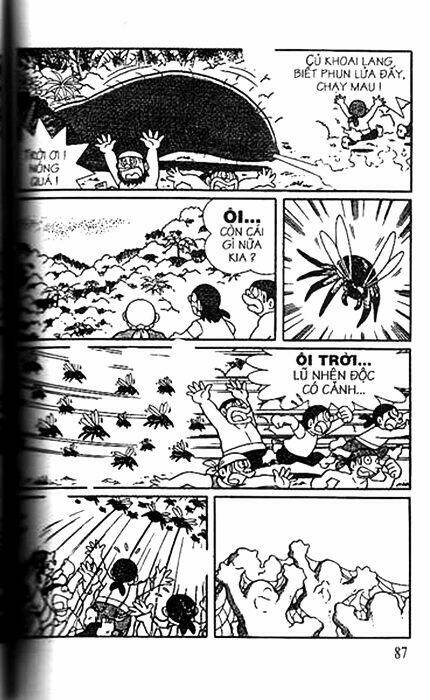 CỦ KHOAI LANG
BIẾT PHUN LỬA ĐẤY,
CHẠY MAU !
TRỜI ƠI !
NÓNG
QUÁ !
ÔI...
CÒN CÁI
GÌ NỮA
KIA ?
ÔI TRỜI...
LŨ NHỆN ĐỘC
CÓ CÁNH...
87